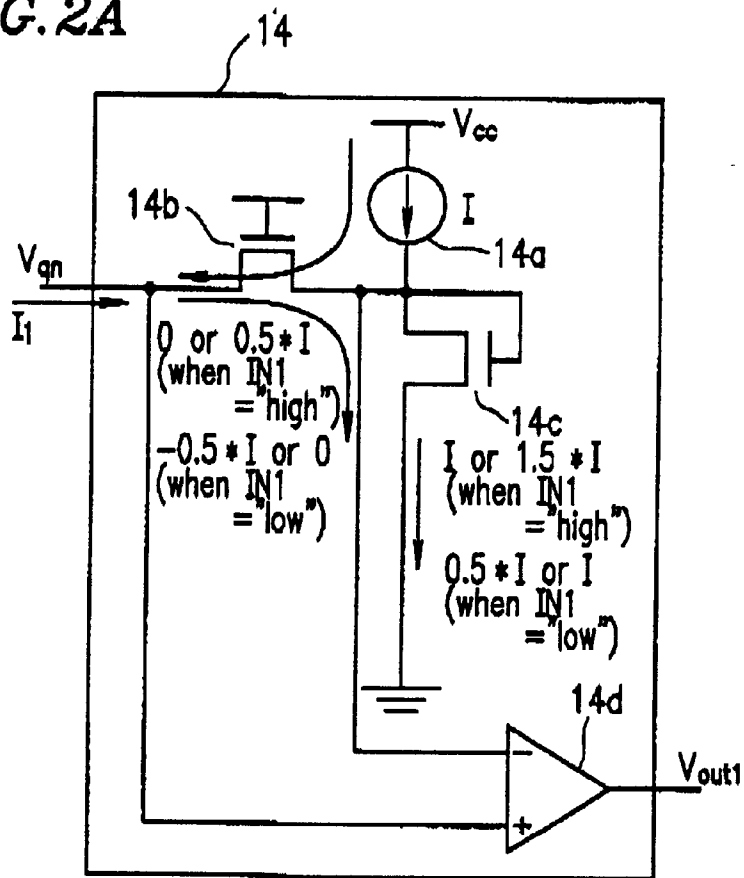 G. 2A
14
Vcc
14b
I
14a
Vqn
I1
0 or 0.5*I
(when IN1
="high")
-0.5*I or 0
(when IN1
="low")
14c
I or 1.5*I
(when IN1
="high")
0.5*I or I
(when IN1
="low")
14d
-
+
Vout1